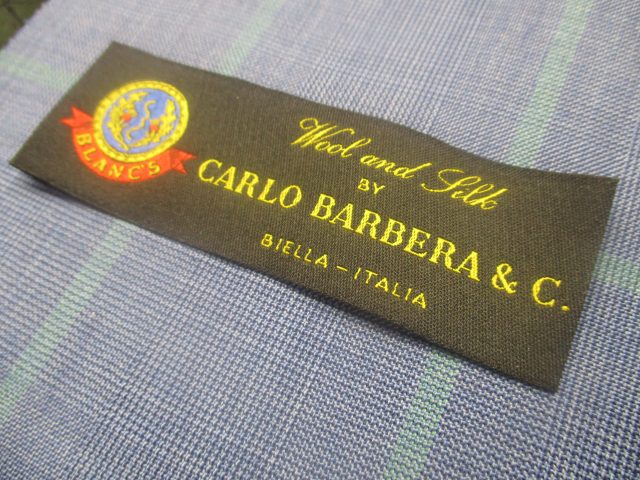 BLANC'S
Wool and Silk
BY
CARLO BARBERA & C.
BIELLA - ITALIA